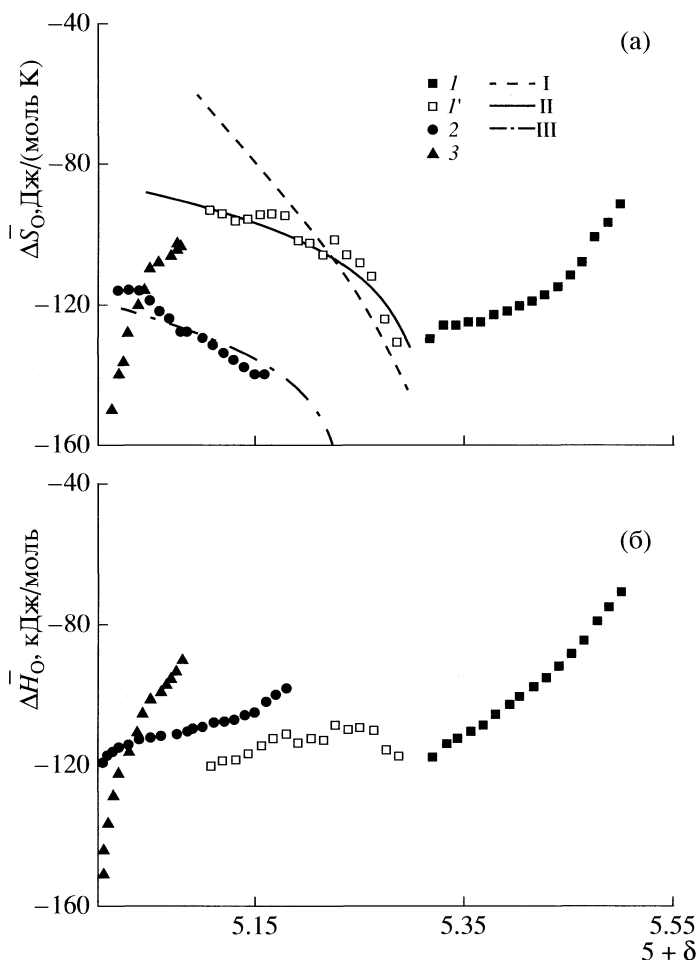 −40
(а)
1 I
1' II
2 III
3
−80
−120
−160
ΔS̅O, Дж/(моль К)
−40
(б)
−80
−120
−160
ΔH̅O, кДж/моль
5.15 5.35 5.55
5 + δ